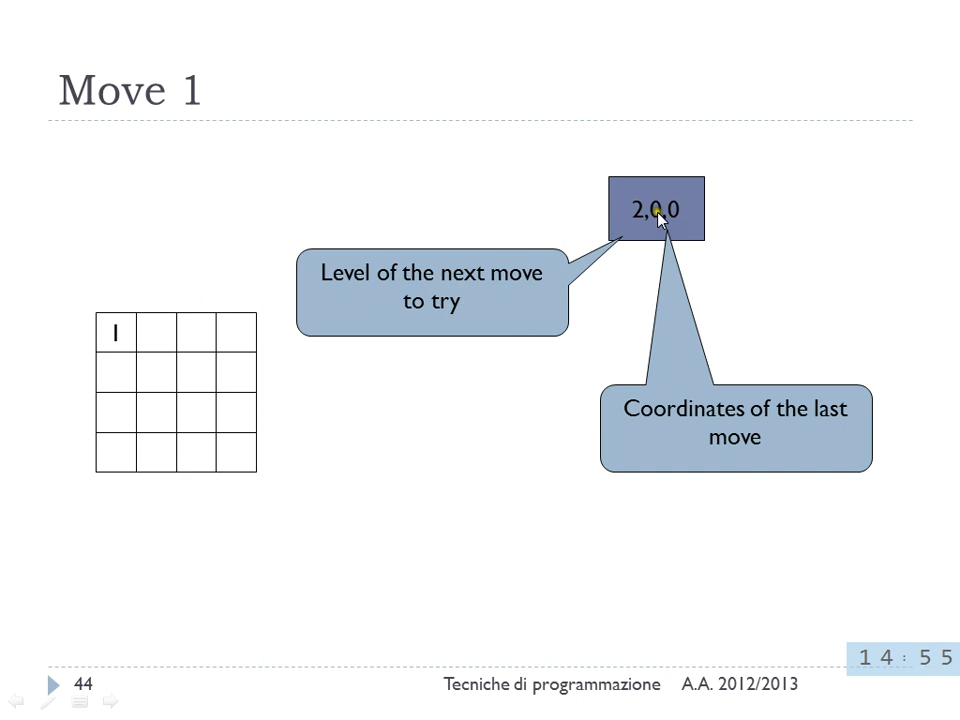 Move 1
2,0,0
Level of the next move
to try
1
Coordinates of the last
move
14:55
44
Tecniche di programmazione
A.A. 2012/2013